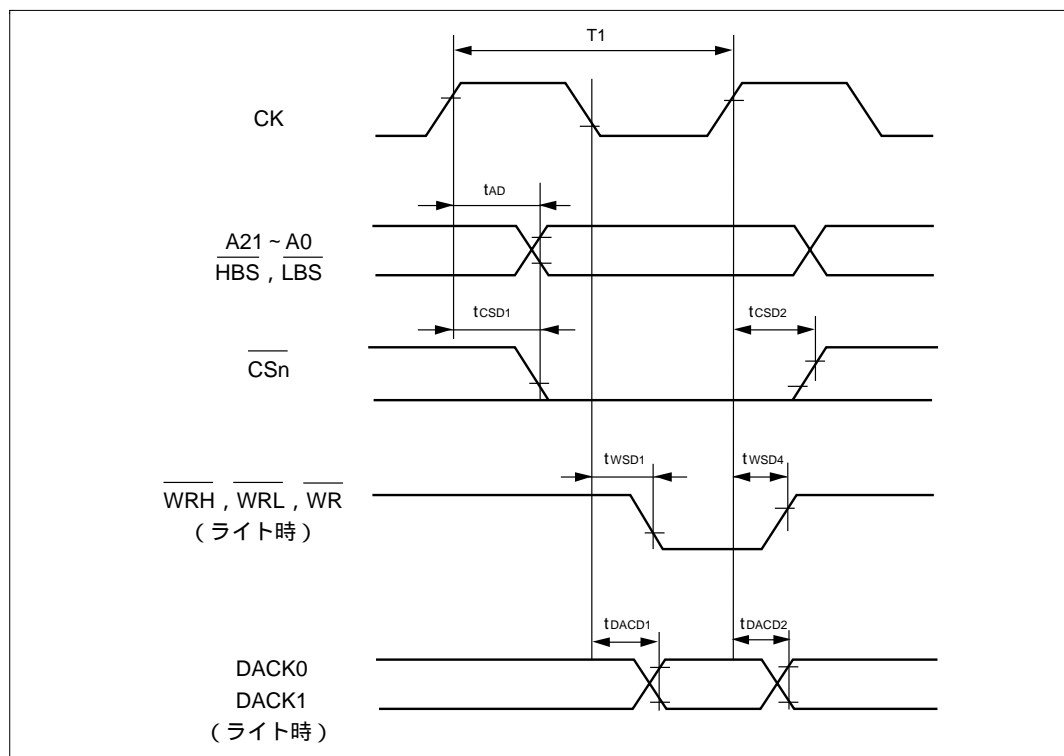 T1
CK
tAD
A21 ~ A0
HBS , LBS
tCSD1
tCSD2
CSn
tWSD1
tWSD4
WRH , WRL , WR
(ライト時)
tDACD1
tDACD2
DACK0
DACK1
(ライト時)